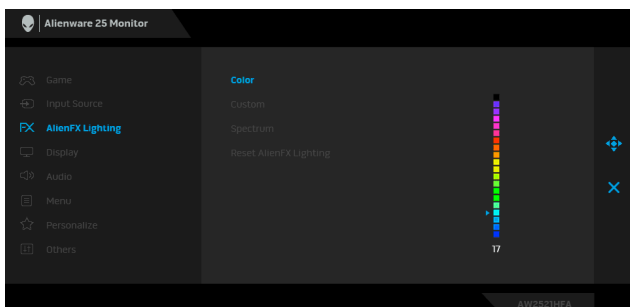 Alienware 25 Monitor
Game
Input Source
FX AlienFX Lighting
Display
Audio
Menu
Personalize
Others
Color
Custom
Spectrum
Reset AlienFX Lighting
17
AW2521HFA